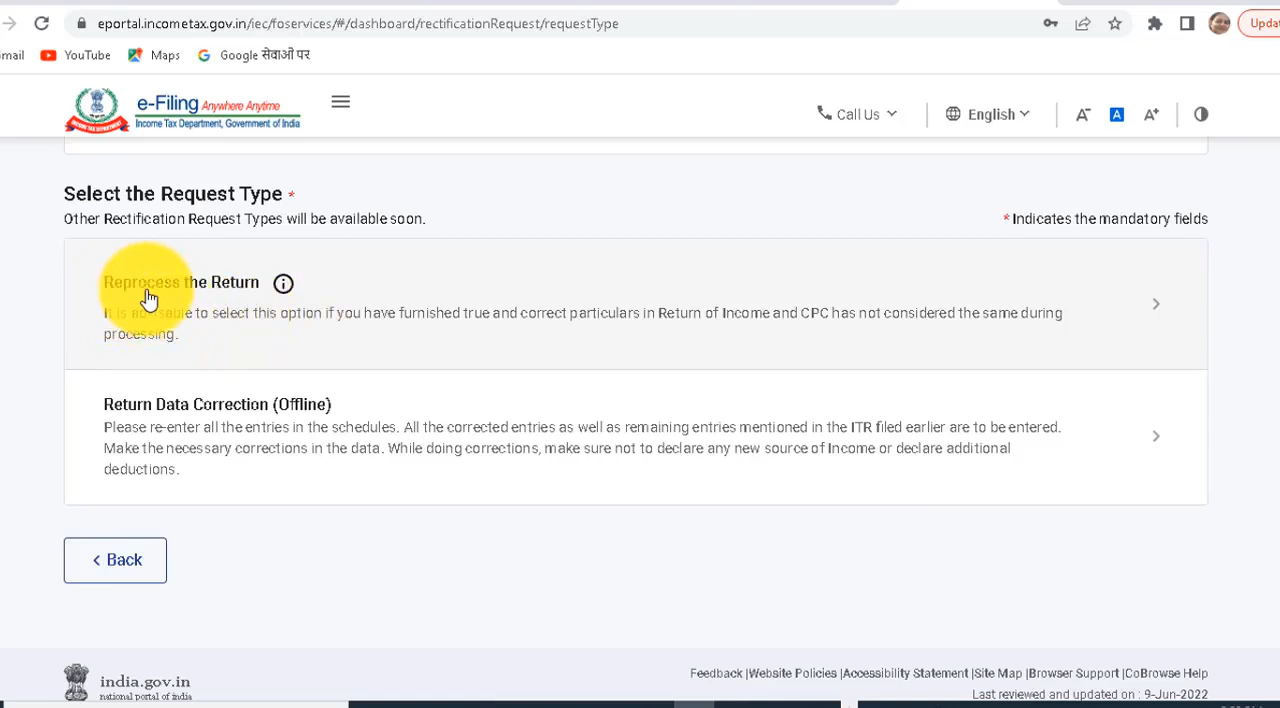 eportal.incometax.gov.in/iec/foservices/#/dashboard/rectificationRequest/requestType
Updat
mail YouTube Maps Google सेवाओं पर
e-Filing Anywhere Anytime
Income Tax Department, Government of India
Call Us English A- A A+
Select the Request Type *
Other Rectification Request Types will be available soon. * Indicates the mandatory fields
Reprocess the Return
It is to select this option if you have furnished true and correct particulars in Return of Income and CPC has not considered the same during
processing.
Return Data Correction (Offline)
Please re-enter all the entries in the schedules. All the corrected entries as well as remaining entries mentioned in the ITR filed earlier are to be entered.
Make the necessary corrections in the data. While doing corrections, make sure not to declare any new source of Income or declare additional
deductions.
< Back
india.gov.in
national portal of india
Feedback |Website Policies |Accessibility Statement |Site Map |Browser Support |CoBrowse Help
Last reviewed and updated on : 9-Jun-2022